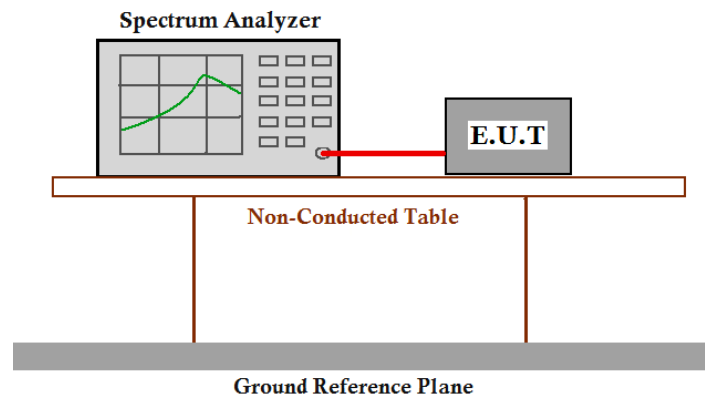 Spectrum Analyzer
E.U.T
Non-Conducted Table
Ground Reference Plane